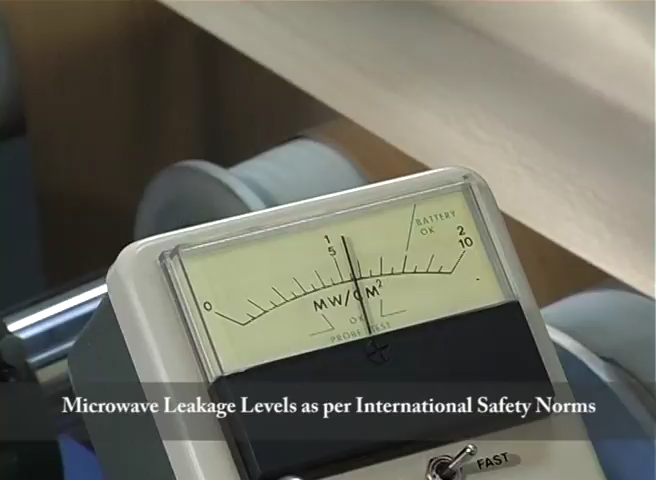 BATTERY
OK
1
5
2
10
0
MW/CM²
OK
PROBE TEST
Microwave Leakage Levels as per International Safety Norms
FAST